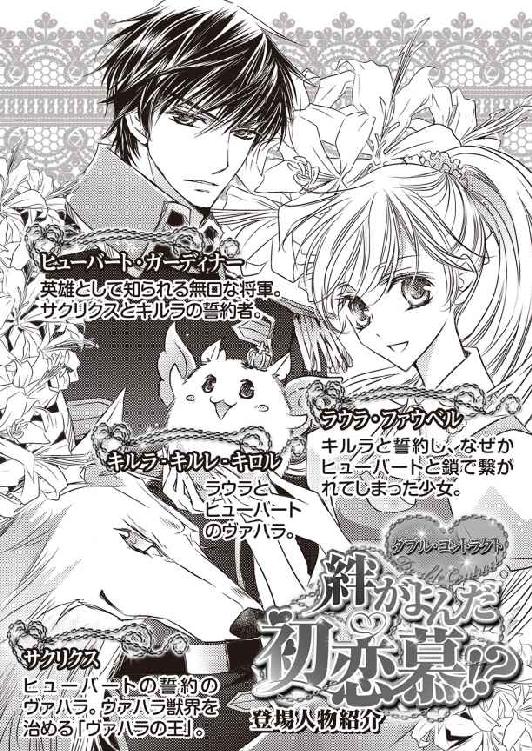 ヒューバート・ガーディナー
英雄として知られる無口な将軍。
サクリクスとキルラの誓約者。
ラウラ・ファウベル
キルラと誓約し、なぜか
ヒューバートと鎖で繋が
れてしまった少女。
キルラ-キルレ-キロル
ラウラと
ヒューバート
のヴァハラ。
サクリクス
ヒューバートの誓約の
ヴァハラ。ヴァハラ獣界を
治める「ヴァハラの王」。
ダブル・コントラクト
絆がよんだ
初恋慕!?
登場人物紹介